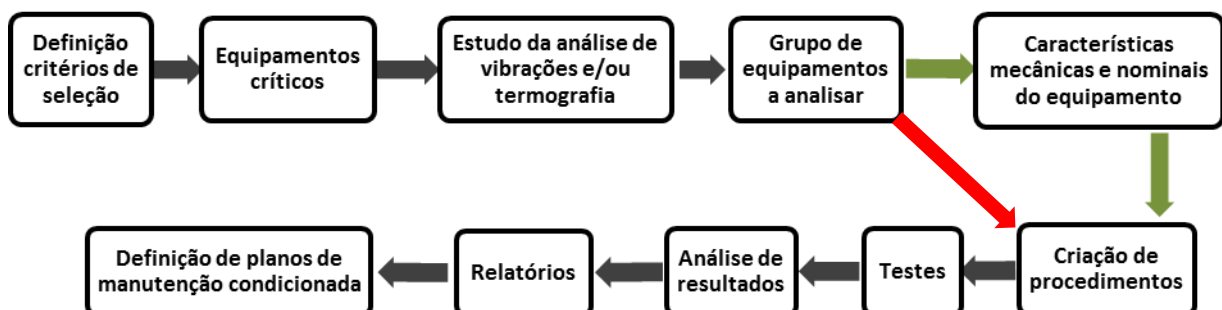 Definição
critérios de
seleção
Equipamentos
críticos
Estudo da análise de
vibrações e/ou
termografia
Grupo de
equipamentos
a analisar
Características
mecânicas e nominais
do equipamento
Criação de
procedimentos
Testes
Análise de
resultados
Relatórios
Definição de planos de
manutenção condicionada